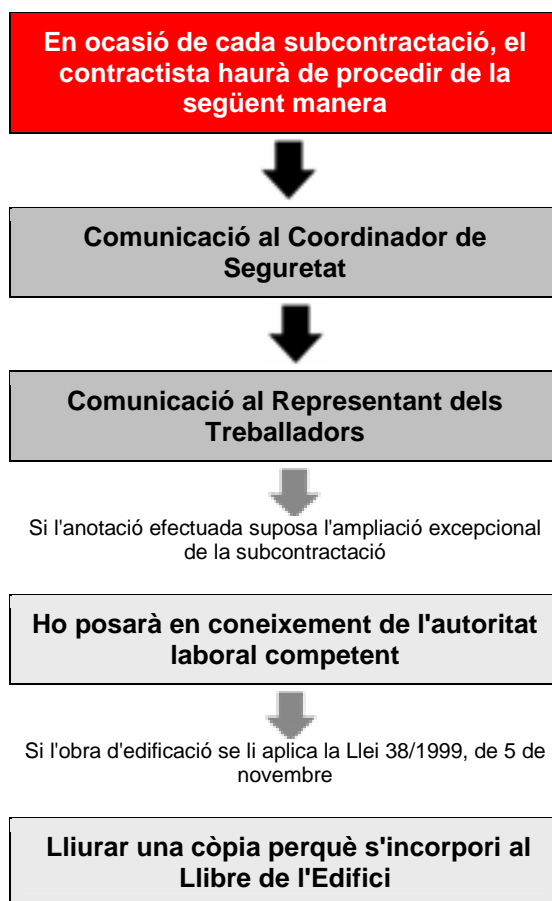 En ocasió de cada subcontractació, el
contractista haurà de procedir de la
següent manera
Comunicació al Coordinador de
Seguretat
Comunicació al Representant dels
Treballadors
Si l'anotació efectuada suposa l'ampliació excepcional
de la subcontractació
Ho posarà en coneixement de l'autoritat
laboral competent
Si l'obra d'edificació se li aplica la Llei 38/1999, de 5 de
novembre
Lliurar una còpia perquè s'incorpori al
Llibre de l'Edifici